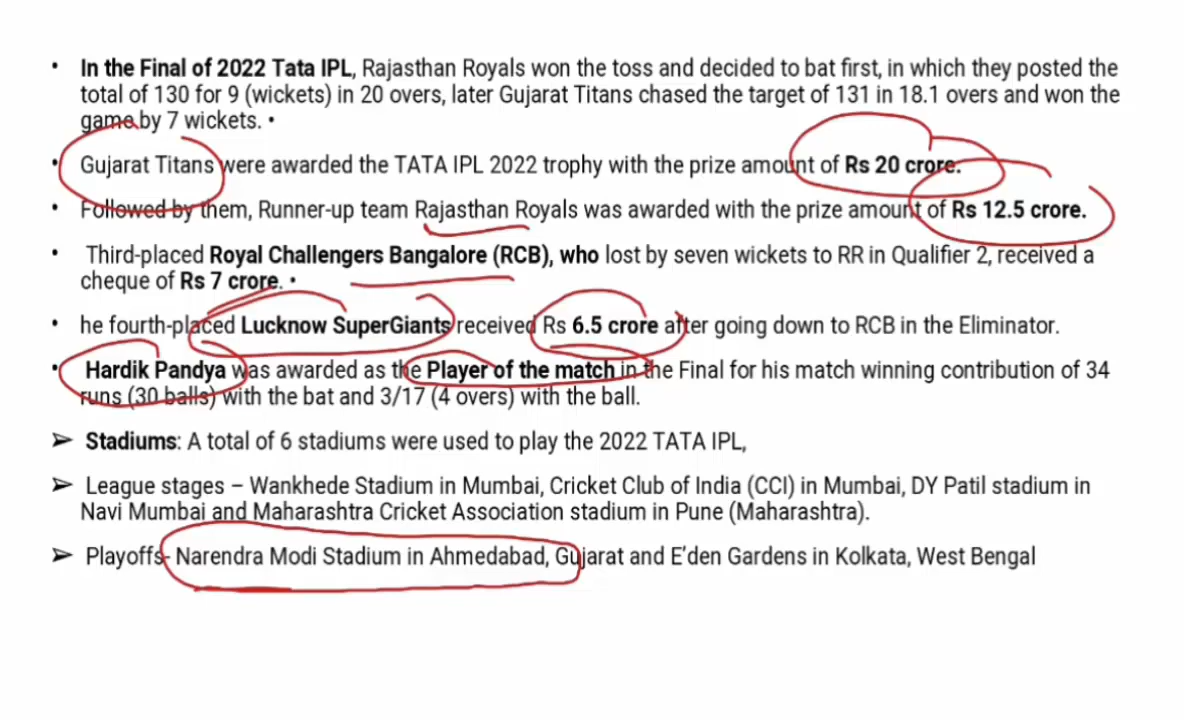 • In the Final of 2022 Tata IPL, Rajasthan Royals won the toss and decided to bat first, in which they posted the
total of 130 for 9 (wickets) in 20 overs, later Gujarat Titans chased the target of 131 in 18.1 overs and won the
game by 7 wickets. •
• Gujarat Titans were awarded the TATA IPL 2022 trophy with the prize amount of Rs 20 crore.
• Followed by them, Runner-up team Rajasthan Royals was awarded with the prize amount of Rs 12.5 crore.
• Third-placed Royal Challengers Bangalore (RCB), who lost by seven wickets to RR in Qualifier 2, received a
cheque of Rs 7 crore. •
• he fourth-placed Lucknow SuperGiants received Rs 6.5 crore after going down to RCB in the Eliminator.
• Hardik Pandya was awarded as the Player of the match in the Final for his match winning contribution of 34
runs (30 balls) with the bat and 3/17 (4 overs) with the ball.
➢ Stadiums: A total of 6 stadiums were used to play the 2022 TATA IPL,
➢ League stages – Wankhede Stadium in Mumbai, Cricket Club of India (CCI) in Mumbai, DY Patil stadium in
Navi Mumbai and Maharashtra Cricket Association stadium in Pune (Maharashtra).
➢ Playoffs- Narendra Modi Stadium in Ahmedabad, Gujarat and E'den Gardens in Kolkata, West Bengal